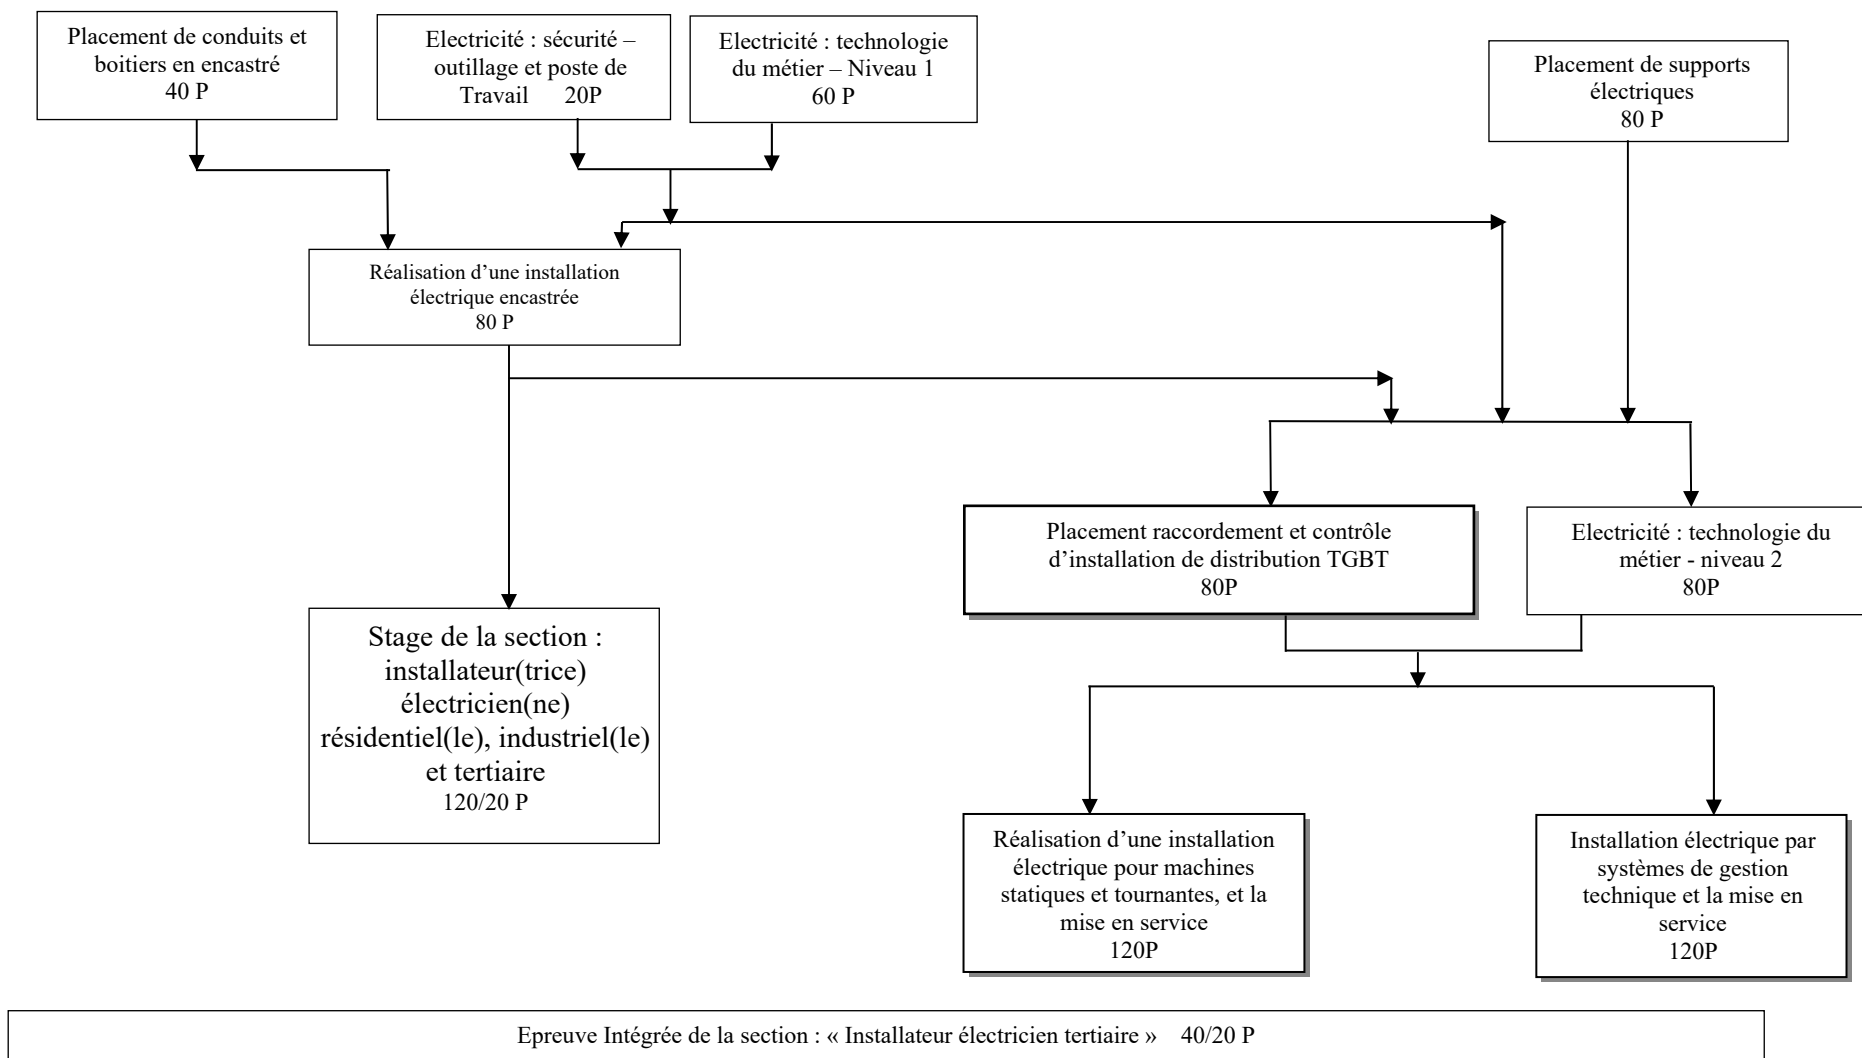 Placement de conduits et
boitiers en encastré
40 P
Electricité : sécurité –
outillage et poste de
Travail 20P
Electricité : technologie
du métier – Niveau 1
60 P
Placement de supports
électriques
80 P
Réalisation d’une installation
électrique encastrée
80 P
Placement raccordement et contrôle
d’installation de distribution TGBT
80P
Electricité : technologie du
métier - niveau 2
80P
Stage de la section :
installateur(trice)
électricien(ne)
résidentiel(le), industriel(le)
et tertiaire
120/20 P
Réalisation d’une installation
électrique pour machines
statiques et tournantes, et la
mise en service
120P
Installation électrique par
systèmes de gestion
technique et la mise en
service
120P
Epreuve Intégrée de la section : « Installateur électricien tertiaire » 40/20 P